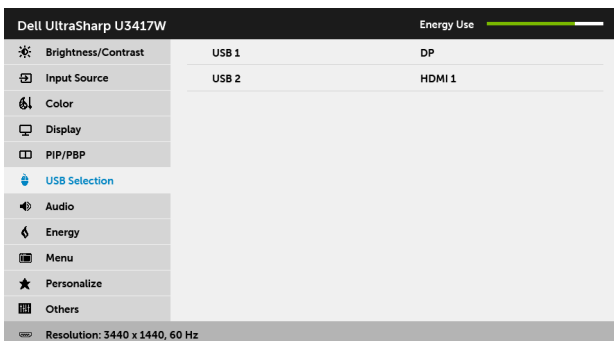 Dell UltraSharp U3417W Energy Use
Brightness/Contrast USB 1 DP
Input Source USB 2 HDMI 1
Color
Display
PIP/PBP
USB Selection
Audio
Energy
Menu
Personalize
Others
Resolution: 3440 x 1440, 60 Hz